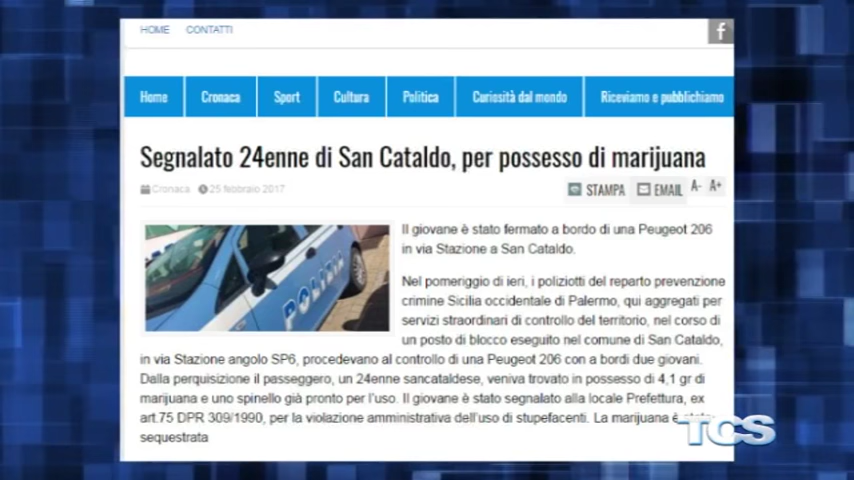 HOME CONTATTI
f
Home Cronaca Sport Cultura Politica Curiosità dal mondo Riceviamo e pubblichiamo
Segnalato 24enne di San Cataldo, per possesso di marijuana
Cronaca 25 febbraio 2017 STAMPA EMAIL A- A+
POLIZIA
Il giovane è stato fermato a bordo di una Peugeot 206
in via Stazione a San Cataldo.
Nel pomeriggio di ieri, i poliziotti del reparto prevenzione
crimine Sicilia occidentale di Palermo, qui aggregati per
servizi straordinari di controllo del territorio, nel corso di
un posto di blocco eseguito nel comune di San Cataldo,
in via Stazione angolo SP6, procedevano al controllo di una Peugeot 206 con a bordi due giovani.
Dalla perquisizione il passeggero, un 24enne sancataldese, veniva trovato in possesso di 4,1 gr di
marijuana e uno spinello già pronto per l'uso. Il giovane è stato segnalato alla locale Prefettura, ex
art.75 DPR 309/1990, per la violazione amministrativa dell'uso di stupefacenti. La marijuana è
sequestrata
TCS